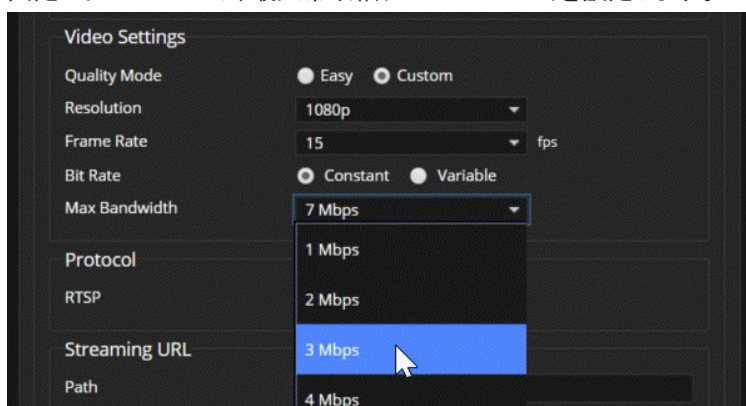 Video Settings
Quality Mode Easy Custom
Resolution 1080p
Frame Rate 15 fps
Bit Rate Constant Variable
Max Bandwidth 7 Mbps
1 Mbps
Protocol
RTSP 2 Mbps
Streaming URL 3 Mbps
Path 4 Mbps